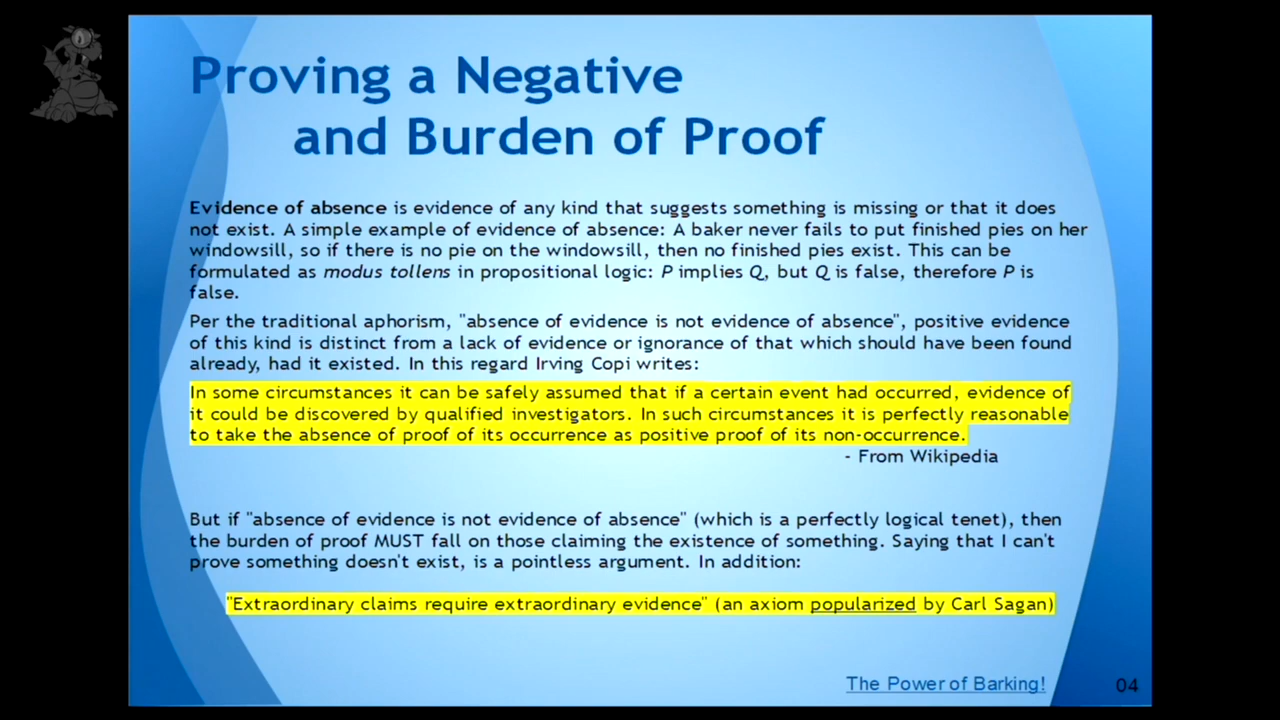 Proving a Negative
and Burden of Proof
Evidence of absence is evidence of any kind that suggests something is missing or that it does
not exist. A simple example of evidence of absence: A baker never fails to put finished pies on her
windowsill, so if there is no pie on the windowsill, then no finished pies exist. This can be
formulated as modus tollens in propositional logic: P implies Q, but Q is false, therefore P is
false.
Per the traditional aphorism, "absence of evidence is not evidence of absence", positive evidence
of this kind is distinct from a lack of evidence or ignorance of that which should have been found
already, had it existed. In this regard Irving Copi writes:
In some circumstances it can be safely assumed that if a certain event had occurred, evidence of
it could be discovered by qualified investigators. In such circumstances it is perfectly reasonable
to take the absence of proof of its occurrence as positive proof of its non-occurrence.
- From Wikipedia
But if "absence of evidence is not evidence of absence" (which is a perfectly logical tenet), then
the burden of proof MUST fall on those claiming the existence of something. Saying that I can't
prove something doesn't exist, is a pointless argument. In addition:
"Extraordinary claims require extraordinary evidence" (an axiom popularized by Carl Sagan)
The Power of Barking!
04